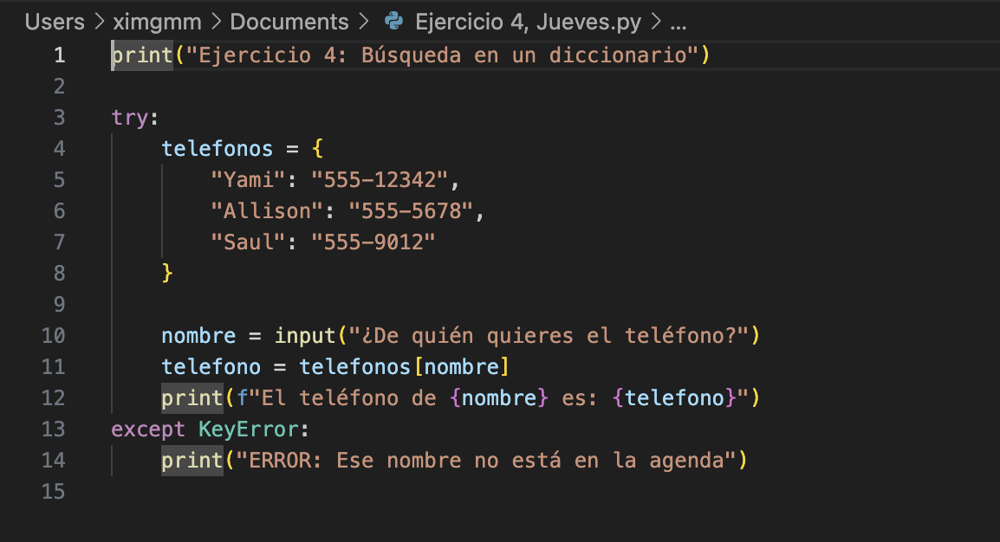 Users > ximgmm > Documents > Ejercicio 4, Jueves.py > ...
1 print("Ejercicio 4: Búsqueda en un diccionario")
2
3 try:
4     telefonos = {
5         "Yami": "555-12342",
6         "Allison": "555-5678",
7         "Saul": "555-9012"
8     }
9
10     nombre = input("¿De quién quieres el teléfono?")
11     telefono = telefonos[nombre]
12     print(f"El teléfono de {nombre} es: {telefono}")
13 except KeyError:
14     print("ERROR: Ese nombre no está en la agenda")
15